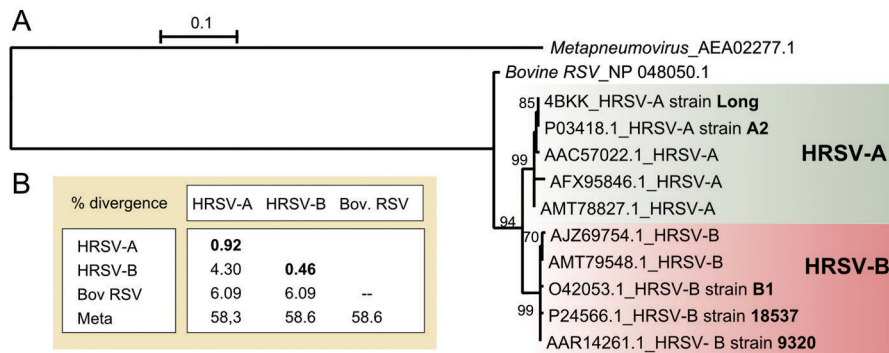 A
0.1
Metapneumovirus_AEA02277.1
Bovine RSV_NP 048050.1
85
4BKK_HRSV-A strain Long
P03418.1_HRSV-A strain A2
99
AAC57022.1_HRSV-A
HRSV-A
AFX95846.1_HRSV-A
AMT78827.1_HRSV-A
94
70
AJZ69754.1_HRSV-B
AMT79548.1_HRSV-B
HRSV-B
O42053.1_HRSV-B strain B1
99
P24566.1_HRSV-B strain 18537
AAR14261.1_HRSV- B strain 9320
B
% divergence HRSV-A HRSV-B Bov. RSV
HRSV-A 0.92
HRSV-B 4.30 0.46
Bov RSV 6.09 6.09 --
Meta 58,3 58.6 58.6